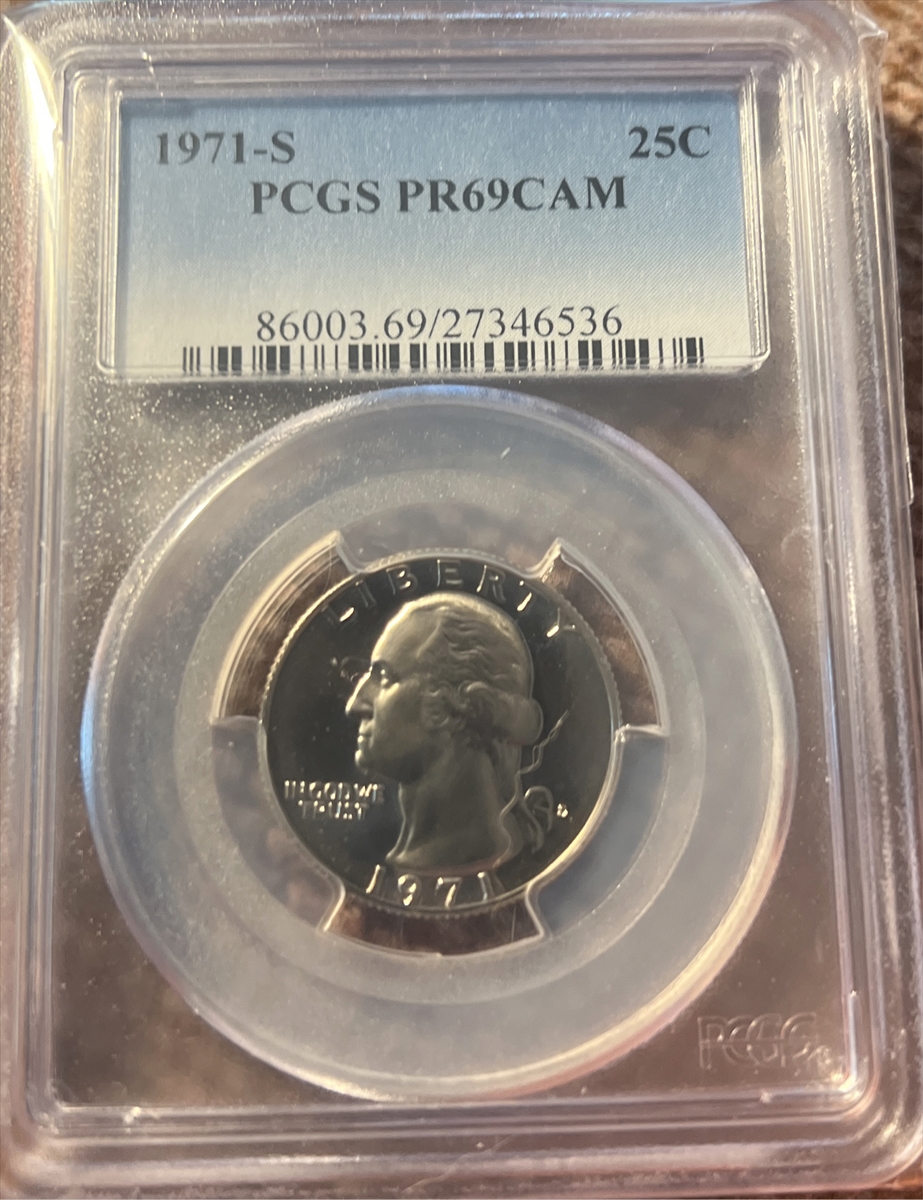 1971-S 25C
PCGS PR69CAM
86003.69/27346536
LIBERTY
IN GOD WE
TRUST
S
1971
PCGS